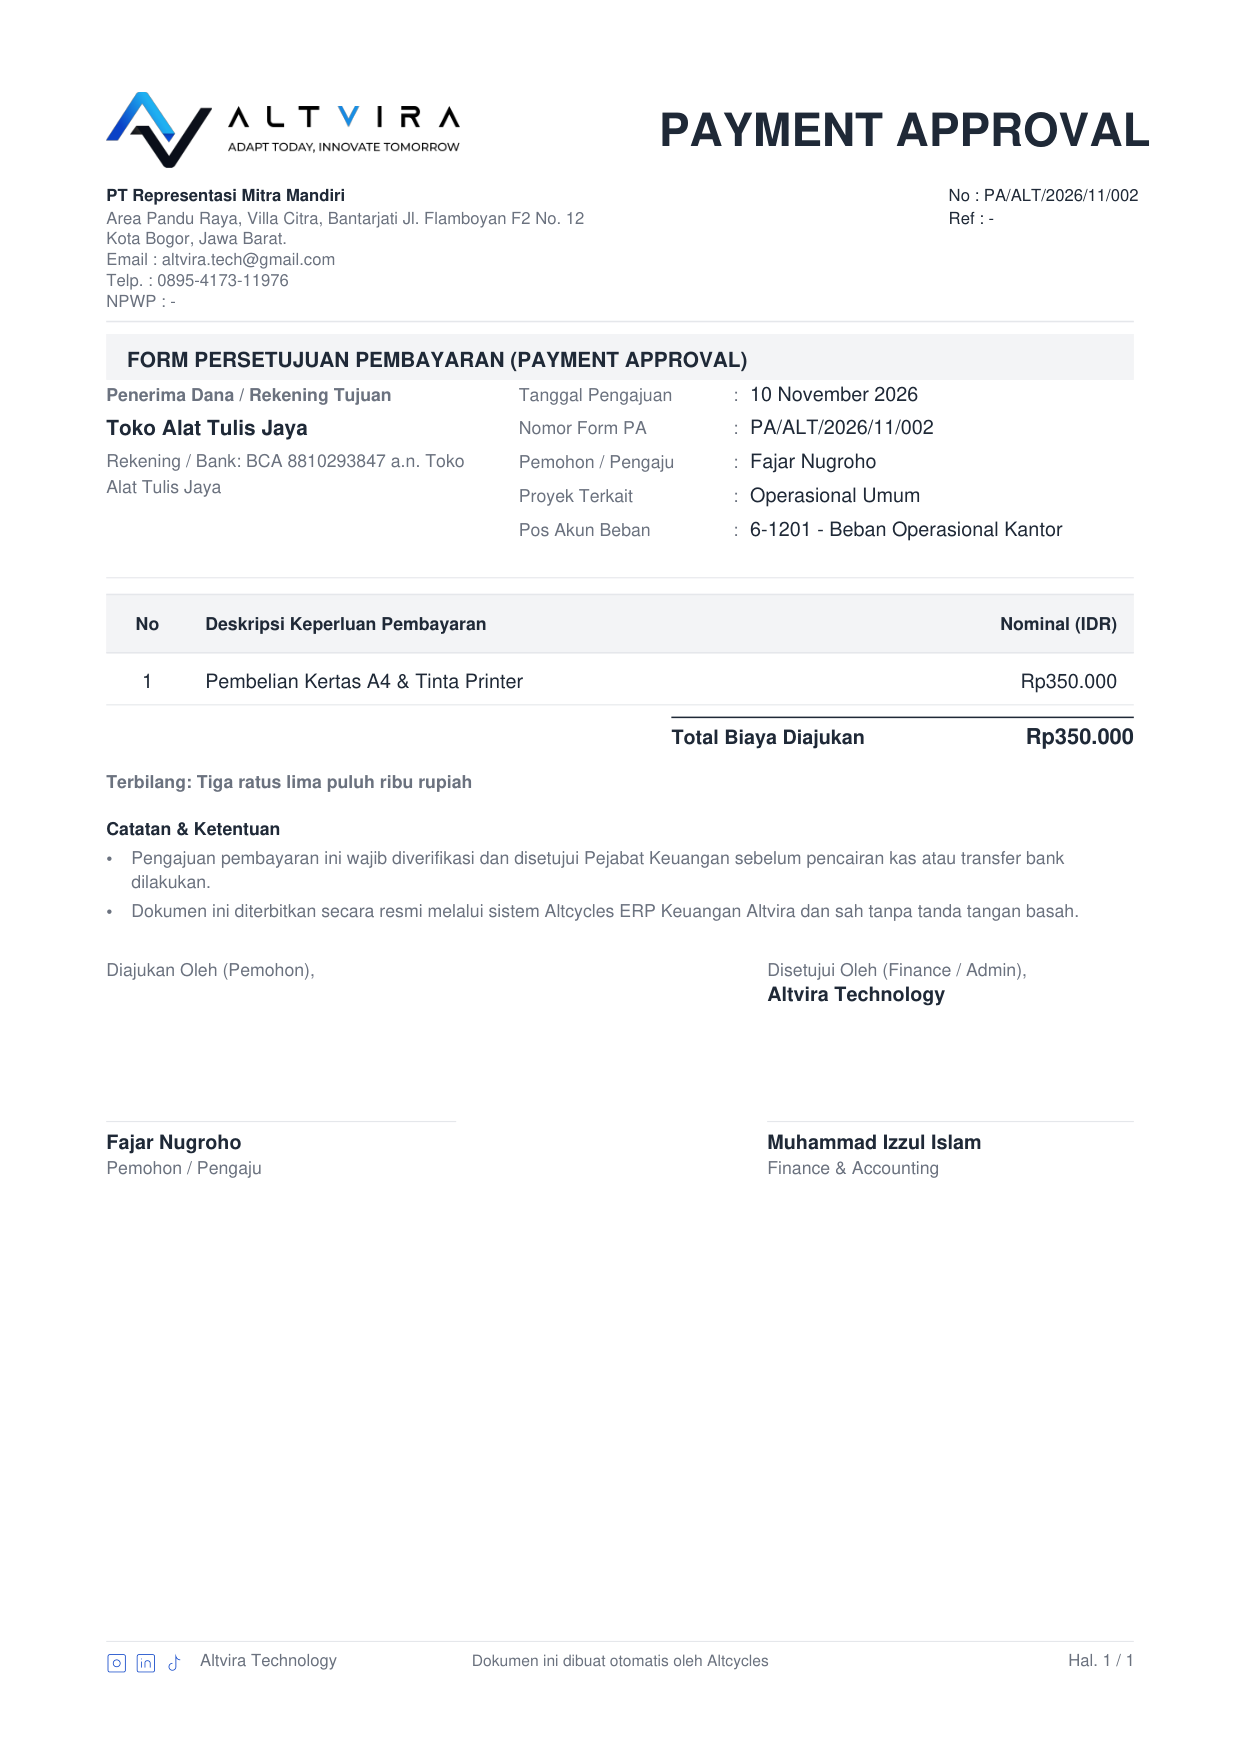 ALTVIRA
ADAPT TODAY, INNOVATE TOMORROW
PAYMENT APPROVAL
PT Representasi Mitra Mandiri
Area Pandu Raya, Villa Citra, Bantarjati Jl. Flamboyan F2 No. 12
Kota Bogor, Jawa Barat.
Email : altvira.tech@gmail.com
Telp. : 0895-4173-11976
NPWP : -
No : PA/ALT/2026/11/002
Ref : -
FORM PERSETUJUAN PEMBAYARAN (PAYMENT APPROVAL)
Penerima Dana / Rekening Tujuan
Toko Alat Tulis Jaya
Rekening / Bank: BCA 8810293847 a.n. Toko
Alat Tulis Jaya
Tanggal Pengajuan : 10 November 2026
Nomor Form PA : PA/ALT/2026/11/002
Pemohon / Pengaju : Fajar Nugroho
Proyek Terkait : Operasional Umum
Pos Akun Beban : 6-1201 - Beban Operasional Kantor
No Deskripsi Keperluan Pembayaran Nominal (IDR)
1 Pembelian Kertas A4 & Tinta Printer Rp350.000
Total Biaya Diajukan Rp350.000
Terbilang: Tiga ratus lima puluh ribu rupiah
Catatan & Ketentuan
• Pengajuan pembayaran ini wajib diverifikasi dan disetujui Pejabat Keuangan sebelum pencairan kas atau transfer bank
dilakukan.
• Dokumen ini diterbitkan secara resmi melalui sistem Altcycles ERP Keuangan Altvira dan sah tanpa tanda tangan basah.
Diajukan Oleh (Pemohon),
Disetujui Oleh (Finance / Admin),
Altvira Technology
Fajar Nugroho
Pemohon / Pengaju
Muhammad Izzul Islam
Finance & Accounting
in Altvira Technology Dokumen ini dibuat otomatis oleh Altcycles Hal. 1 / 1